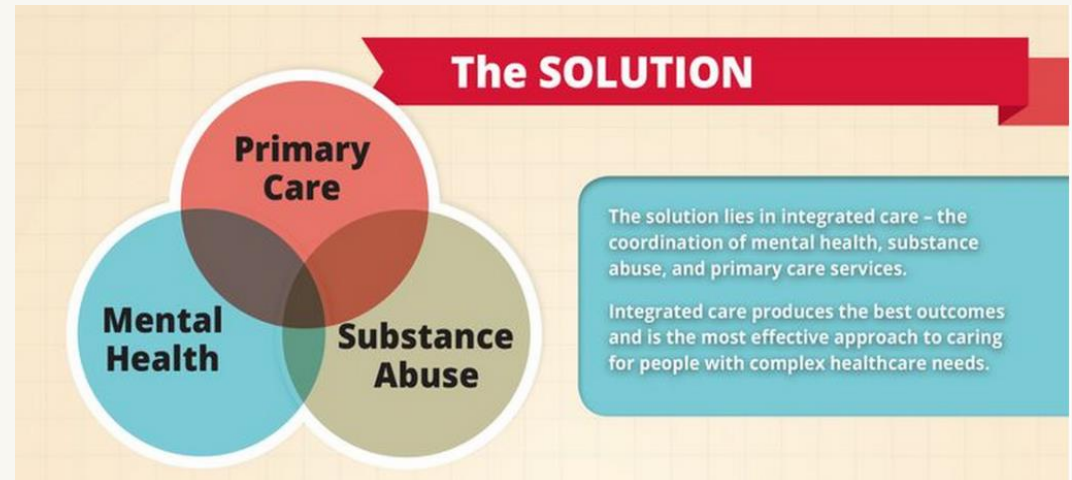 The SOLUTION
Primary
Care
Mental
Health
Substance
Abuse
The solution lies in integrated care – the
coordination of mental health, substance
abuse, and primary care services.
Integrated care produces the best outcomes
and is the most effective approach to caring
for people with complex healthcare needs.